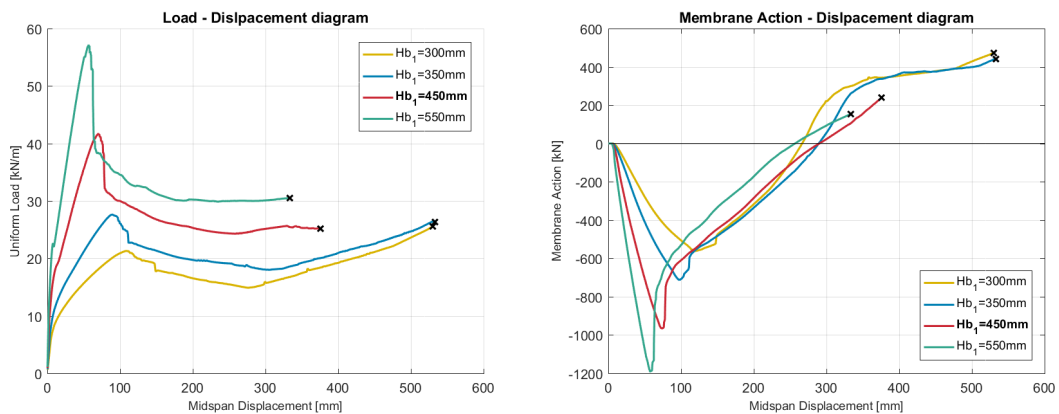 Load - Dislpacement diagram
60
50
40
30
20
10
0
Uniform Load [kN/m]
0 100 200 300 400 500 600
Midspan Displacement [mm]
Hb1=300mm
Hb1=350mm
Hb1=450mm
Hb1=550mm
Membrane Action - Dislpacement diagram
600
400
200
0
-200
-400
-600
-800
-1000
-1200
Membrane Action [kN]
0 100 200 300 400 500 600
Midspan Displacement [mm]
Hb1=300mm
Hb1=350mm
Hb1=450mm
Hb1=550mm